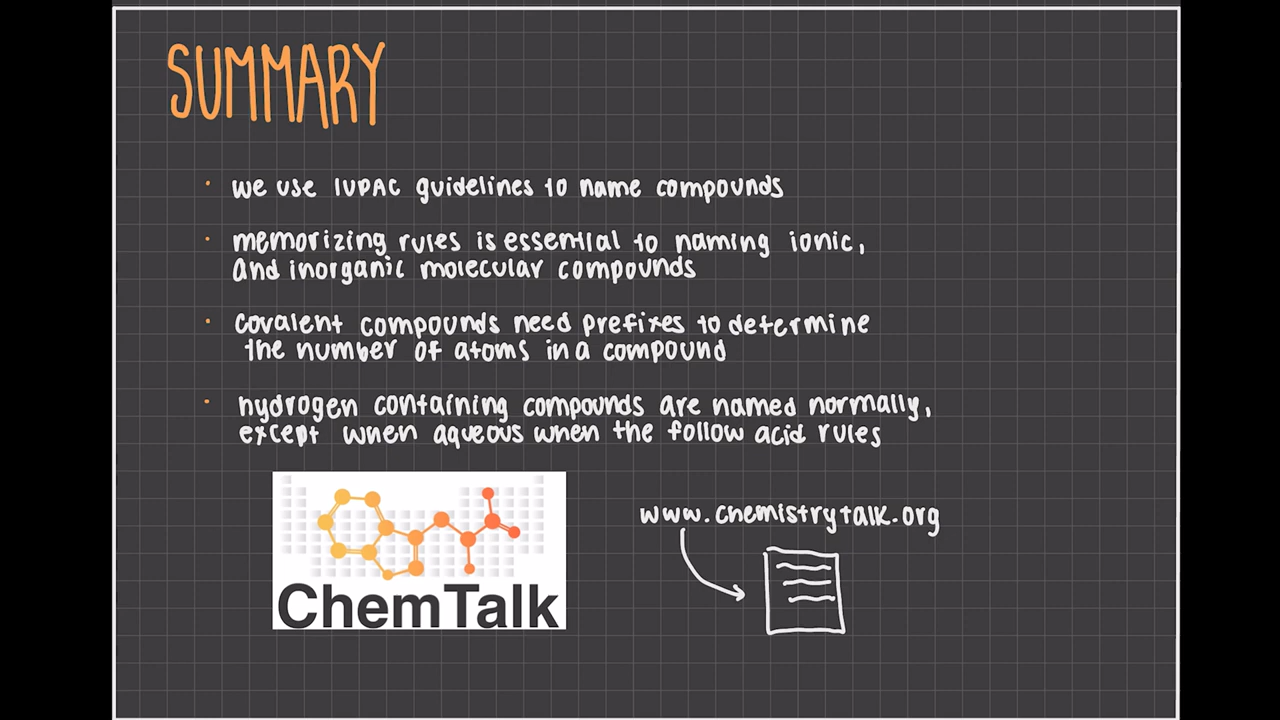 SUMMARY
• we use IUPAC guidelines to name compounds
• memorizing rules is essential to naming ionic,
and inorganic molecular compounds
• covalent compounds need prefixes to determine
the number of atoms in a compound
• hydrogen containing compounds are named normally,
except when aqueous when the follow acid rules
www.chemistrytalk.org
ChemTalk